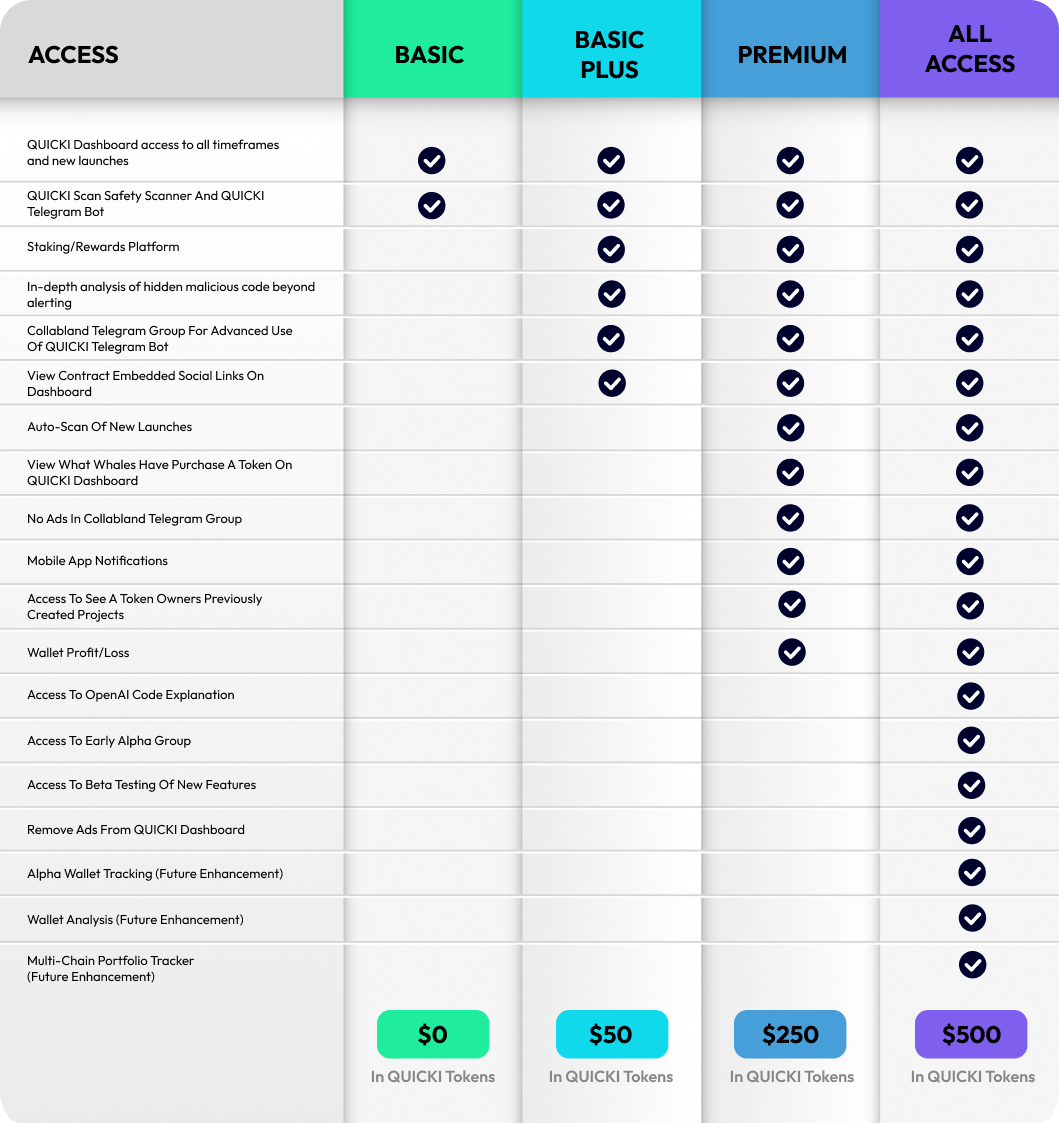 ACCESS
BASIC
BASIC
PLUS
PREMIUM
ALL
ACCESS
QUICKI Dashboard access to all timeframes
and new launches
QUICKI Scan Safety Scanner And QUICKI
Telegram Bot
Staking/Rewards Platform
In-depth analysis of hidden malicious code beyond
alerting
Collabland Telegram Group For Advanced Use
Of QUICKI Telegram Bot
View Contract Embedded Social Links On
Dashboard
Auto-Scan Of New Launches
View What Whales Have Purchase A Token On
QUICKI Dashboard
No Ads In Collabland Telegram Group
Mobile App Notifications
Access To See A Token Owners Previously
Created Projects
Wallet Profit/Loss
Access To OpenAI Code Explanation
Access To Early Alpha Group
Access To Beta Testing Of New Features
Remove Ads From QUICKI Dashboard
Alpha Wallet Tracking (Future Enhancement)
Wallet Analysis (Future Enhancement)
Multi-Chain Portfolio Tracker
(Future Enhancement)
$0
In QUICKI Tokens
$50
In QUICKI Tokens
$250
In QUICKI Tokens
$500
In QUICKI Tokens